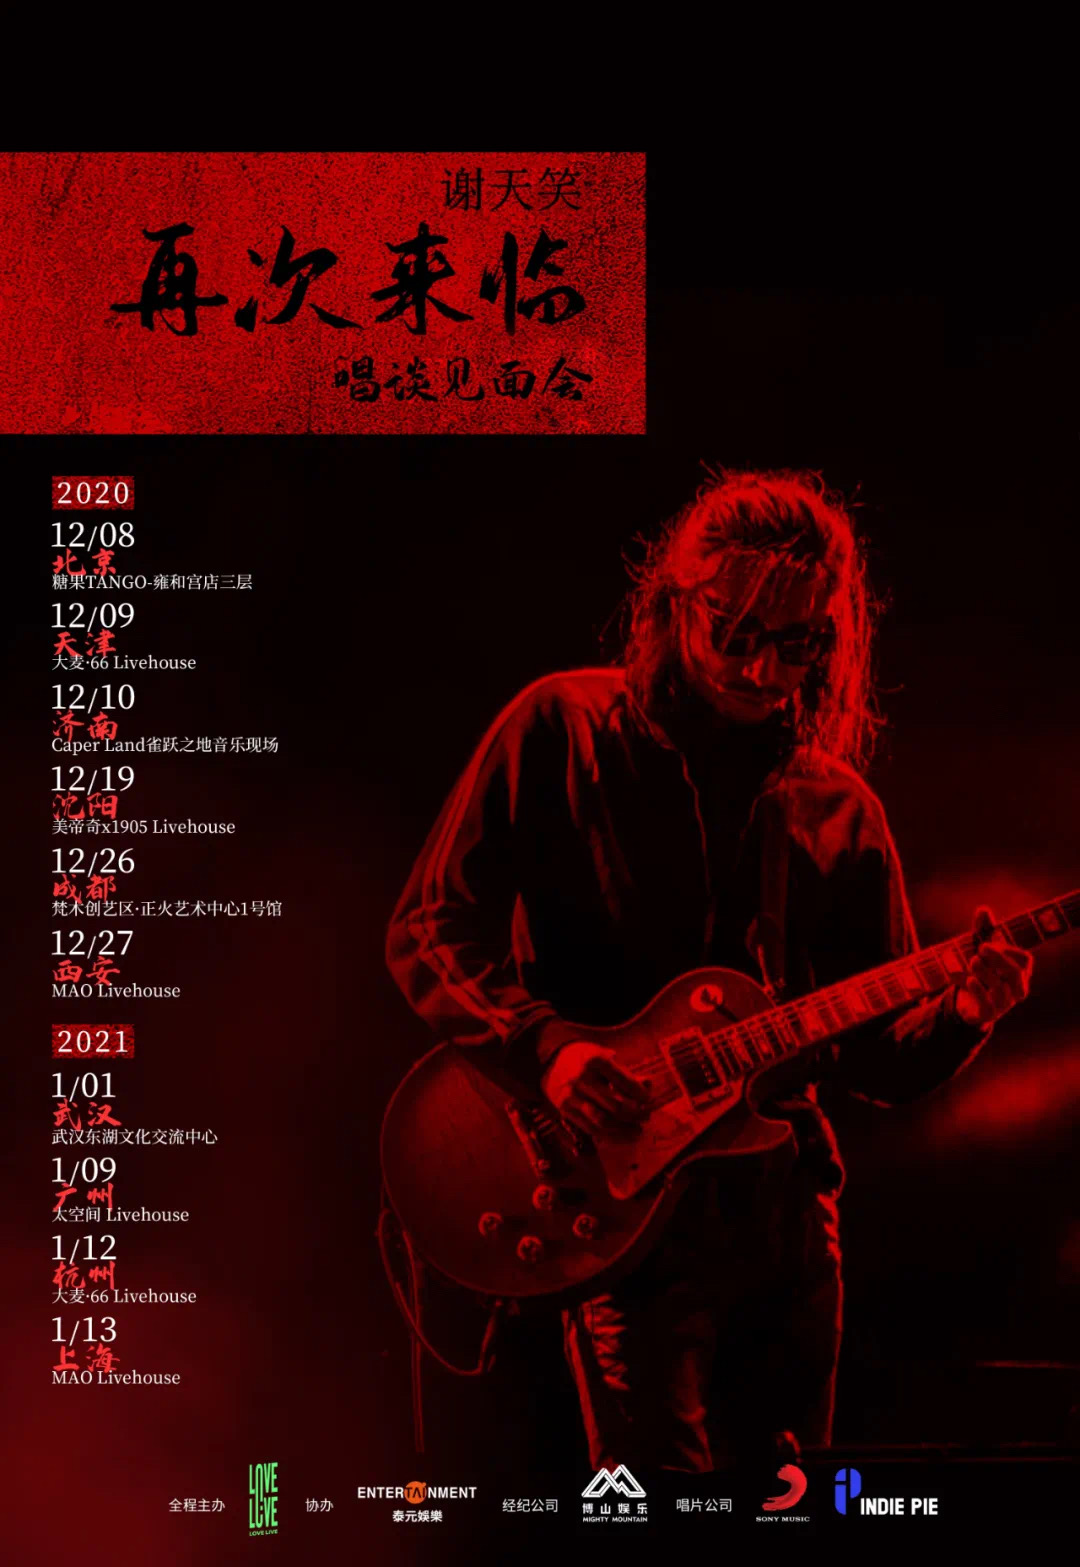 谢天笑
再次来临
唱谈见面会
2020
12/08
北京
糖果TANGO-雍和宫店三层
12/09
天津
大麦·66 Livehouse
12/10
济南
Caper Land雀跃之地音乐现场
12/19
沈阳
美帝奇x1905 Livehouse
12/26
成都
梵木创艺区·正火艺术中心1号馆
12/27
西安
MAO Livehouse
2021
1/01
武汉
武汉东湖文化交流中心
1/09
广州
太空间 Livehouse
1/12
杭州
大麦·66 Livehouse
1/13
上海
MAO Livehouse
全程主办
LOVE
LIVE
LOVE LIVE
协办
ENTERTAINMENT
泰元娛樂
经纪公司
博山娱乐
MIGHTY MOUNTAIN
唱片公司
SONY MUSIC
INDIE PIE